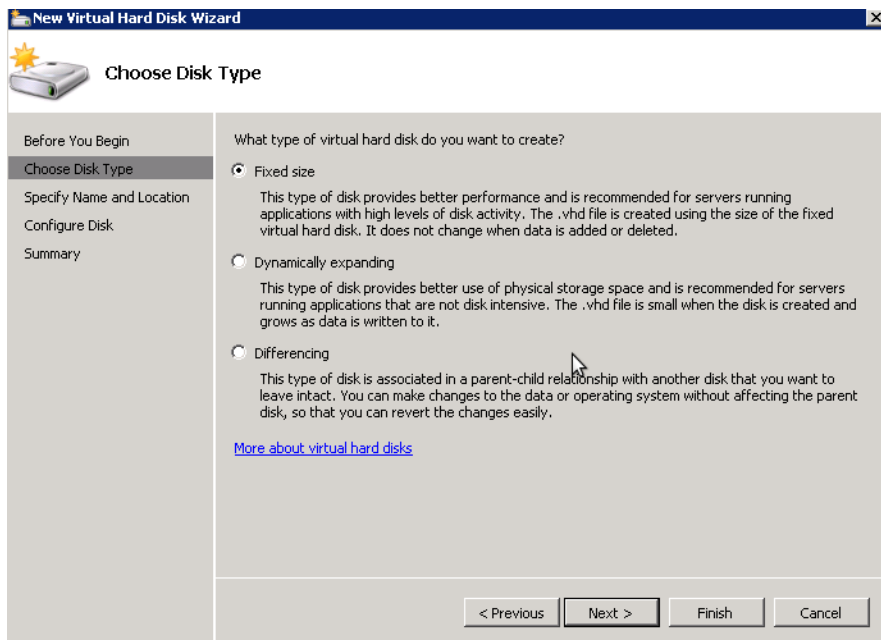 New Virtual Hard Disk Wizard
Choose Disk Type
Before You Begin
Choose Disk Type
Specify Name and Location
Configure Disk
Summary
What type of virtual hard disk do you want to create?
Fixed size
This type of disk provides better performance and is recommended for servers running
applications with high levels of disk activity. The .vhd file is created using the size of the fixed
virtual hard disk. It does not change when data is added or deleted.
Dynamically expanding
This type of disk provides better use of physical storage space and is recommended for servers
running applications that are not disk intensive. The .vhd file is small when the disk is created and
grows as data is written to it.
Differencing
This type of disk is associated in a parent-child relationship with another disk that you want to
leave intact. You can make changes to the data or operating system without affecting the parent
disk, so that you can revert the changes easily.
More about virtual hard disks
< Previous Next > Finish Cancel